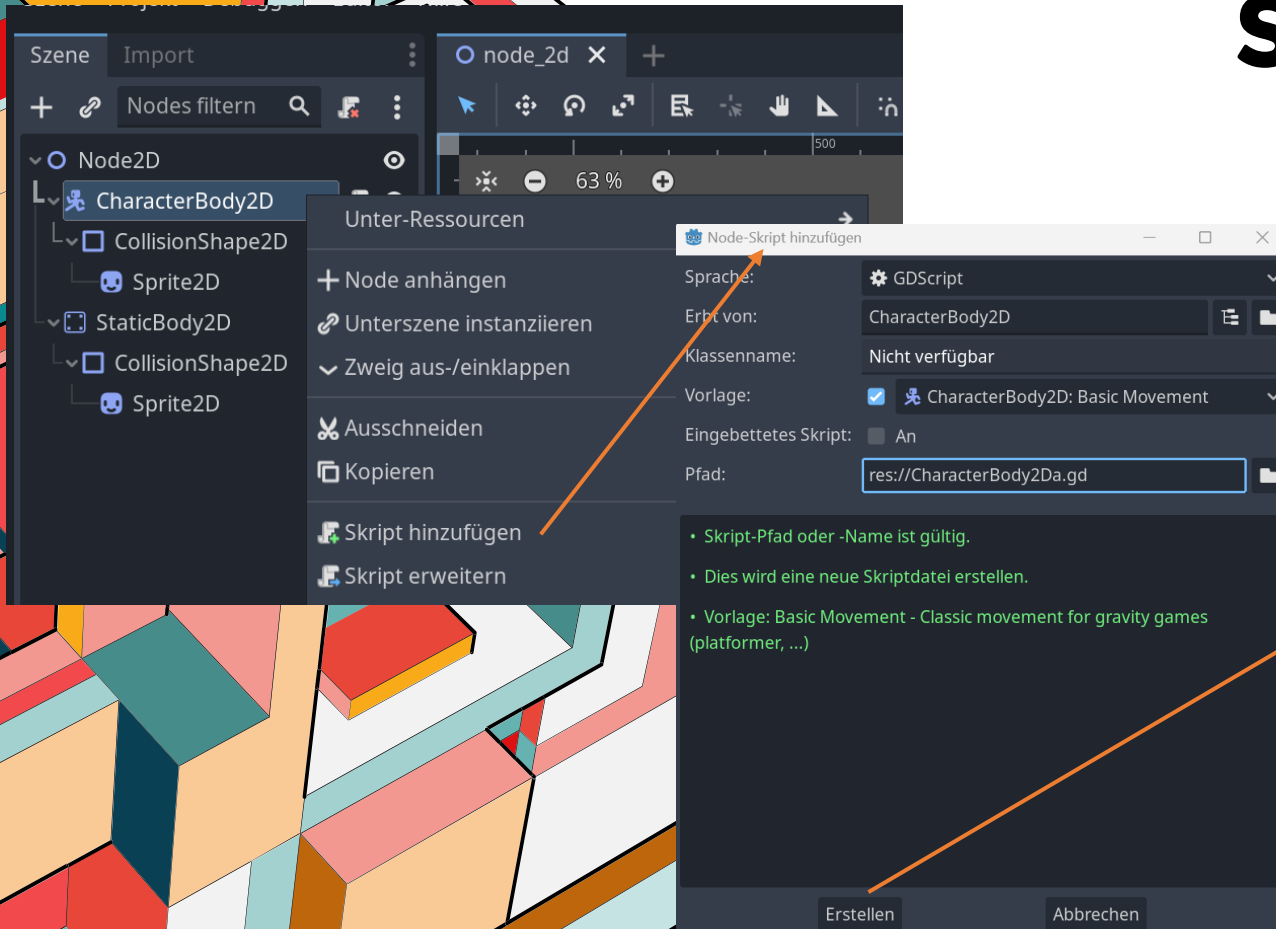 S
Szene Import
node_2d
Nodes filtern
500
Node2D
63 %
CharacterBody2D
Unter-Ressourcen
CollisionShape2D
Sprite2D
StaticBody2D
CollisionShape2D
Sprite2D
Node anhängen
Unterszene instanziieren
Zweig aus-/einklappen
Ausschneiden
Kopieren
Skript hinzufügen
Skript erweitern
Node-Skript hinzufügen
Sprache: GDScript
Erbt von: CharacterBody2D
Klassenname: Nicht verfügbar
Vorlage: CharacterBody2D: Basic Movement
Eingebettetes Skript: An
Pfad: res://CharacterBody2Da.gd
• Skript-Pfad oder -Name ist gültig.
• Dies wird eine neue Skriptdatei erstellen.
• Vorlage: Basic Movement - Classic movement for gravity games
(platformer, ...)
Erstellen Abbrechen